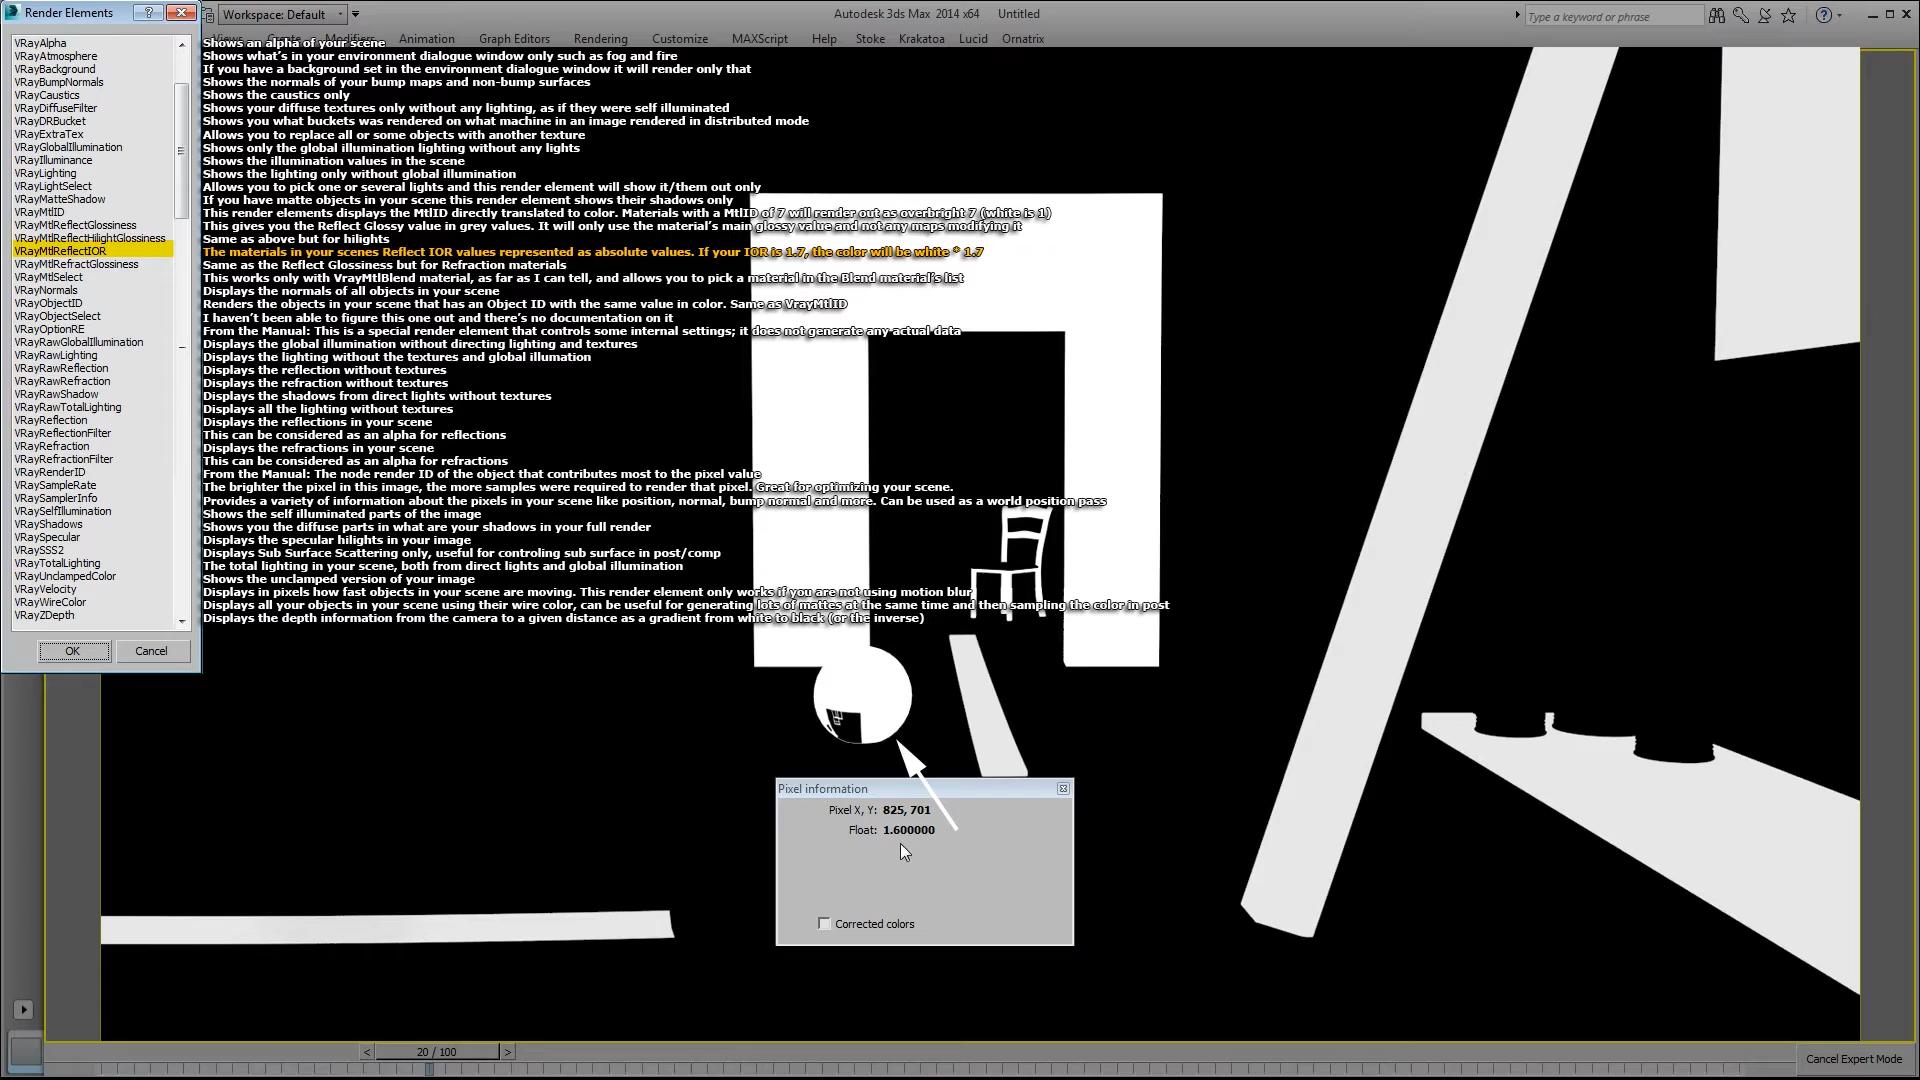 Render Elements
?
Workspace: Default
Autodesk 3ds Max 2014 x64 Untitled
Type a keyword or phrase
Views Create Modifiers Animation Graph Editors Rendering Customize MAXScript Help Stoke Krakatoa Lucid Ornatrix
VRayAlpha Shows an alpha of your scene
VRayAtmosphere Shows what's in your environment dialogue window only such as fog and fire
VRayBackground If you have a background set in the environment dialogue window it will render only that
VRayBumpNormals Shows the normals of your bump maps and non-bump surfaces
VRayCaustics Shows the caustics only
VRayDiffuseFilter Shows your diffuse textures only without any lighting, as if they were self illuminated
VRayDRBucket Shows you what buckets was rendered on what machine in an image rendered in distributed mode
VRayExtraTex Allows you to replace all or some objects with another texture
VRayGlobalIllumination Shows only the global illumination lighting without any lights
VRayIlluminance Shows the illumination values in the scene
VRayLighting Shows the lighting only without global illumination
VRayLightSelect Allows you to pick one or several lights and this render element will show it/them out only
VRayMatteShadow If you have matte objects in your scene this render element shows their shadows only
VRayMtlID This render elements displays the MtlID directly translated to color. Materials with a MtlID of 7 will render out as overbright 7 (white is 1)
VRayMtlReflectGlossiness This gives you the Reflect Glossy value in grey values. It will only use the material's main glossy value and not any maps modifying it
VRayMtlReflectHilightGlossiness Same as above but for hilights
VRayMtlReflectIOR The materials in your scenes Reflect IOR values represented as absolute values. If your IOR is 1.7, the color will be white * 1.7
VRayMtlRefractGlossiness Same as the Reflect Glossiness but for Refraction materials
VRayMtlSelect This works only with VrayMtlBlend material, as far as I can tell, and allows you to pick a material in the Blend material's list
VRayNormals Displays the normals of all objects in your scene
VRayObjectID Renders the objects in your scene that has an Object ID with the same value in color. Same as VrayMtlID
VRayObjectSelect I haven't been able to figure this one out and there's no documentation on it
VRayOptionRE From the Manual: This is a special render element that controls some internal settings; it does not generate any actual data
VRayRawGlobalIllumination Displays the global illumination without directing lighting and textures
VRayRawLighting Displays the lighting without the textures and global illumation
VRayRawReflection Displays the reflection without textures
VRayRawRefraction Displays the refraction without textures
VRayRawShadow Displays the shadows from direct lights without textures
VRayRawTotalLighting Displays all the lighting without textures
VRayReflection Displays the reflections in your scene
VRayReflectionFilter This can be considered as an alpha for reflections
VRayRefraction Displays the refractions in your scene
VRayRefractionFilter This can be considered as an alpha for refractions
VRayRenderID From the Manual: The node render ID of the object that contributes most to the pixel value
VRaySampleRate The brighter the pixel in this image, the more samples were required to render that pixel. Great for optimizing your scene.
VRaySamplerInfo Provides a variety of information about the pixels in your scene like position, normal, bump normal and more. Can be used as a world position pass
VRaySelfIllumination Shows the self illuminated parts of the image
VRayShadows Shows you the diffuse parts in what are your shadows in your full render
VRaySpecular Displays the specular hilights in your image
VRaySSS2 Displays Sub Surface Scattering only, useful for controling sub surface in post/comp
VRayTotalLighting The total lighting in your scene, both from direct lights and global illumination
VRayUnclampedColor Shows the unclamped version of your image
VRayVelocity Displays in pixels how fast objects in your scene are moving. This render element only works if you are not using motion blur
VRayWireColor Displays all your objects in your scene using their wire color, can be useful for generating lots of mattes at the same time and then sampling the color in post
VRayZDepth Displays the depth information from the camera to a given distance as a gradient from white to black (or the inverse)
OK Cancel
Pixel information
Pixel X, Y: 825, 701
Float: 1.600000
Corrected colors
< 20 / 100 >
Cancel Expert Mode